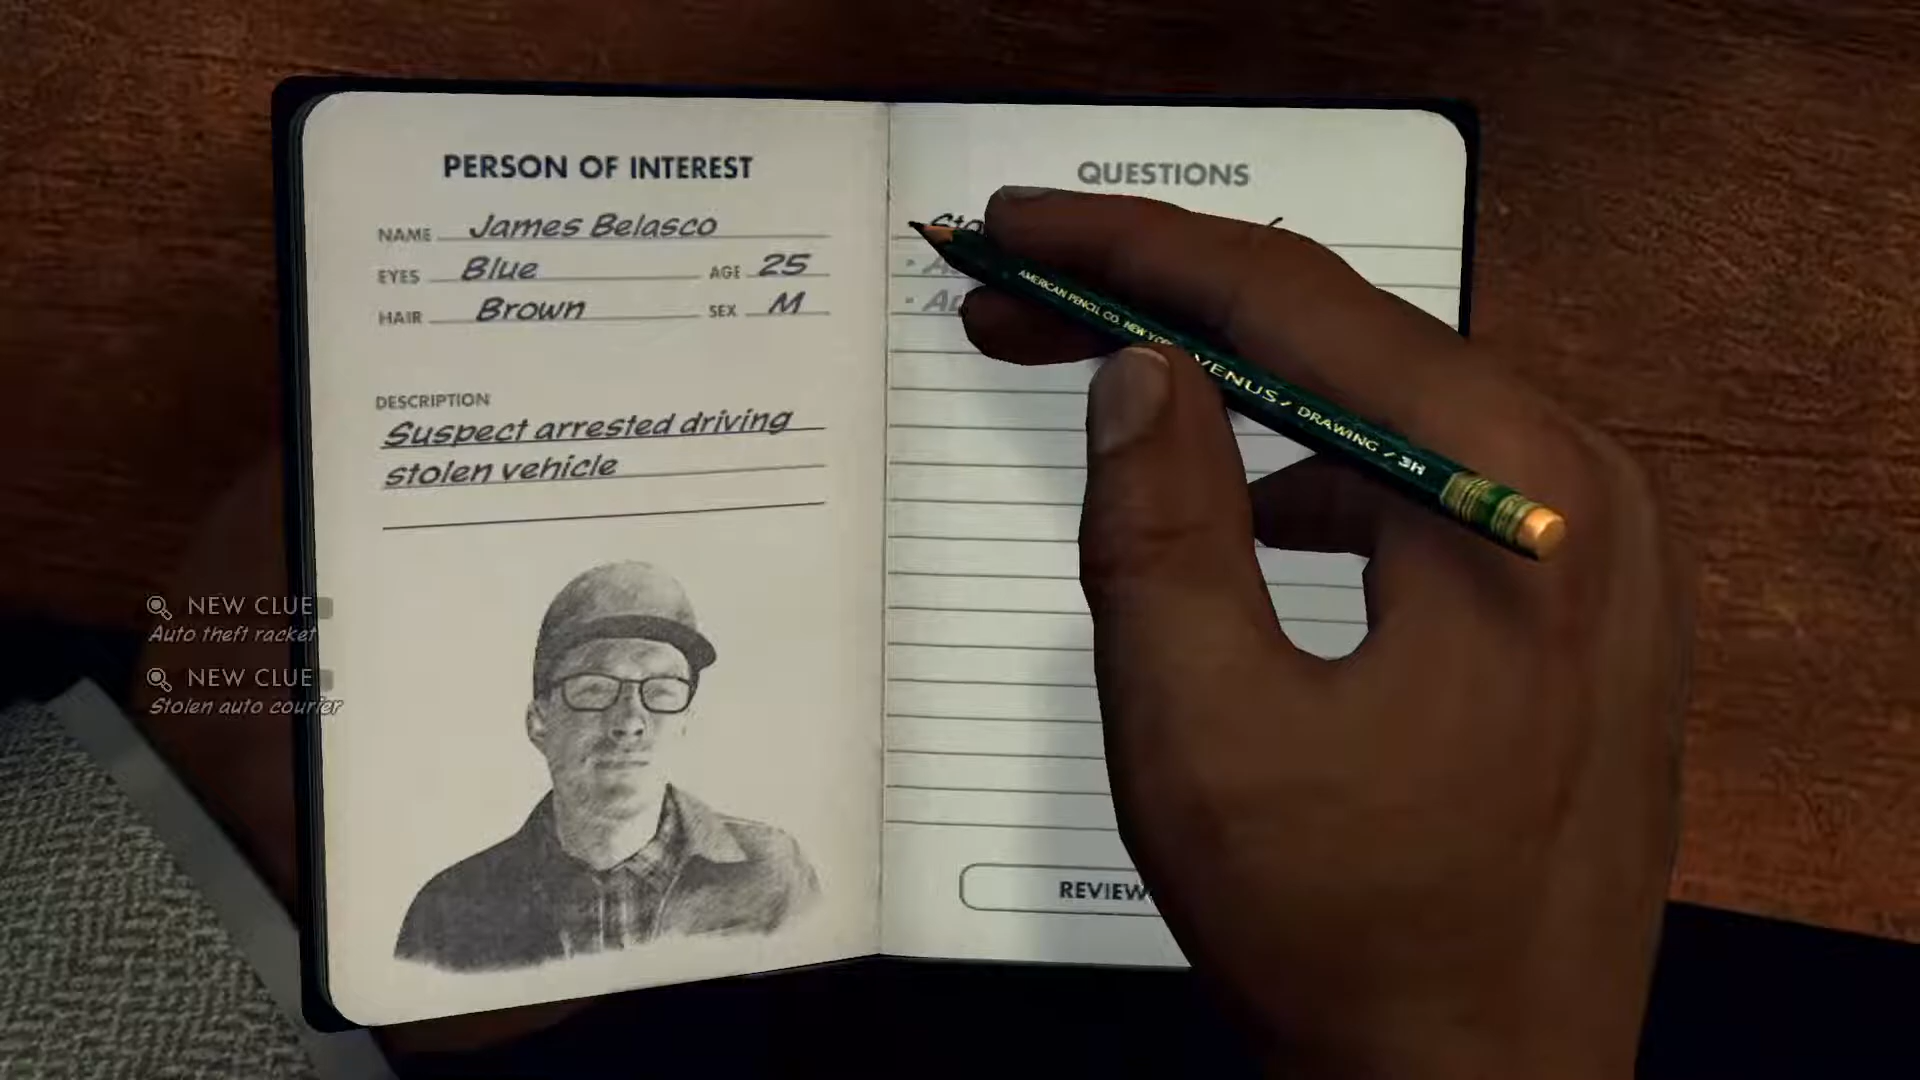 PERSON OF INTEREST
NAME James Belasco
EYES Blue AGE 25
HAIR Brown SEX M
DESCRIPTION
Suspect arrested driving
stolen vehicle
NEW CLUE
Auto theft racket
NEW CLUE
Stolen auto courier
QUESTIONS
AMERICAN PENCIL CO. NEW YORK VENUS / DRAWING / 3H
REVIEW